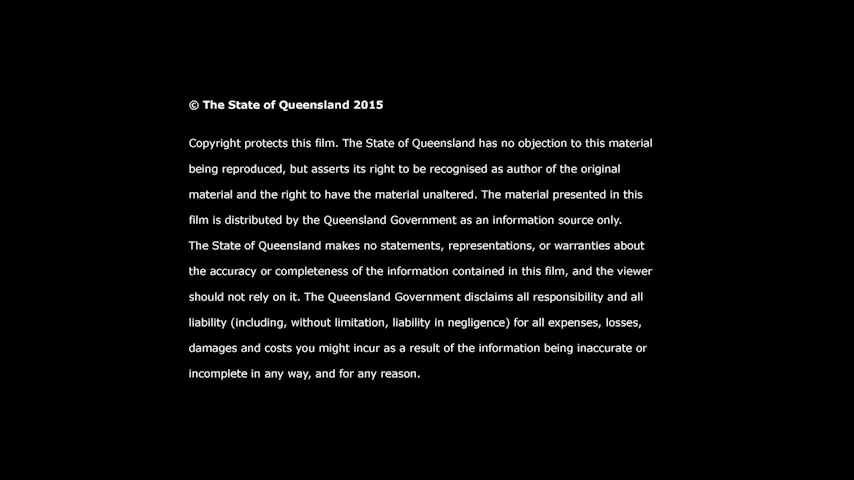 © The State of Queensland 2015
Copyright protects this film. The State of Queensland has no objection to this material
being reproduced, but asserts its right to be recognised as author of the original
material and the right to have the material unaltered. The material presented in this
film is distributed by the Queensland Government as an information source only.
The State of Queensland makes no statements, representations, or warranties about
the accuracy or completeness of the information contained in this film, and the viewer
should not rely on it. The Queensland Government disclaims all responsibility and all
liability (including, without limitation, liability in negligence) for all expenses, losses,
damages and costs you might incur as a result of the information being inaccurate or
incomplete in any way, and for any reason.